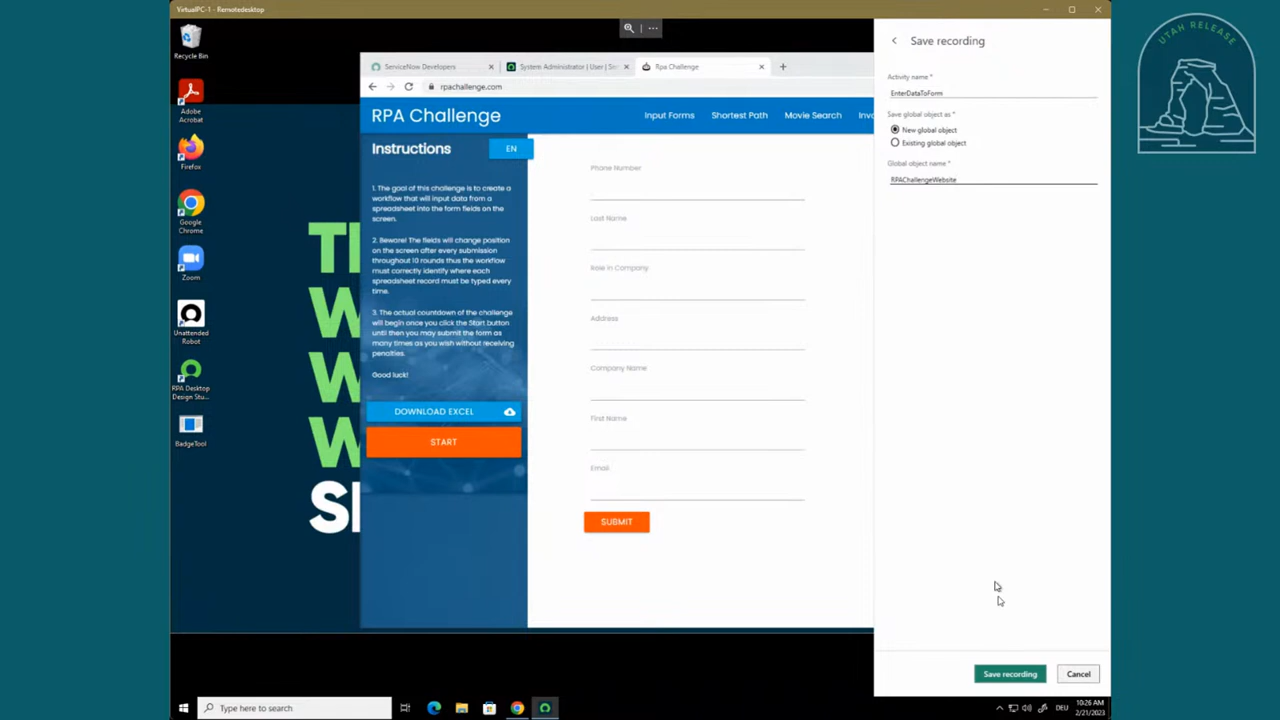 VirtualPC-1 - Remotedesktop
UTAH RELEASE
Recycle Bin
Adobe
Acrobat
Firefox
Google
Chrome
Zoom
Unattended
Robot
RPA Desktop
Design Stu...
BadgeTool
ServiceNow Developers
System Administrator | User | Ser
Rpa Challenge
rpachallenge.com
RPA Challenge
Input Forms
Shortest Path
Movie Search
Invo
Instructions
EN
1. The goal of this challenge is to create a
workflow that will input data from a
spreadsheet into the form fields on the
screen.
2. Beware! The fields will change position
on the screen after every submission
throughout 10 rounds thus the workflow
must correctly identify where each
spreadsheet record must be typed every
time.
3. The actual countdown of the challenge
will begin once you click the Start button
until then you may submit the form as
many times as you wish without receiving
penalties.
Good luck!
DOWNLOAD EXCEL
START
Phone Number
Last Name
Role in Company
Address
Company Name
First Name
Email
SUBMIT
Save recording
Activity name *
EnterDataToForm
Save global object as *
New global object
Existing global object
Global object name *
RPAChallengeWebsite
Save recording
Cancel
Type here to search
DEU
10:26 AM
2/21/2023